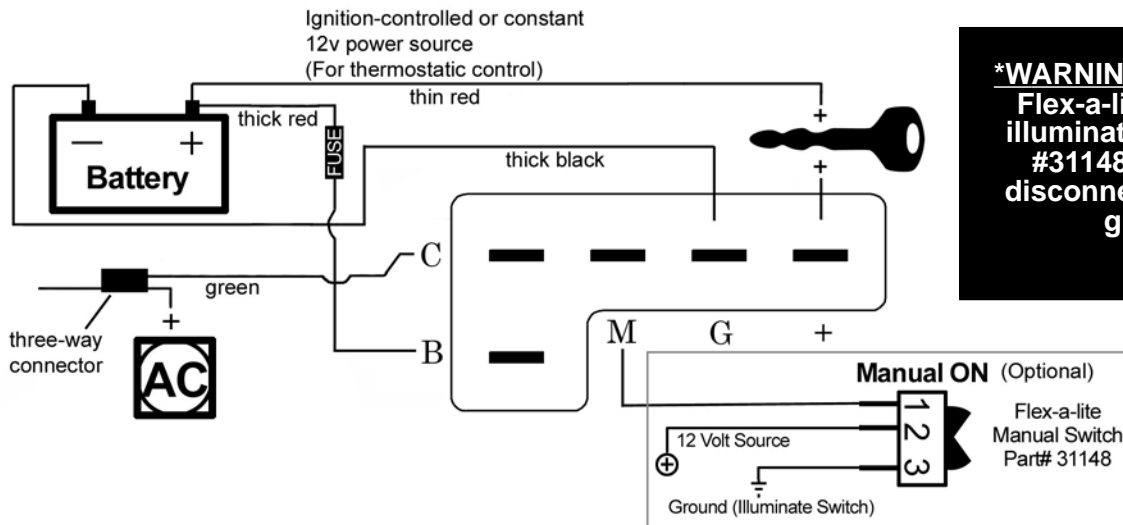 Ignition-controlled or constant
12v power source
(For thermostatic control)
thin red
thick red
FUSE
thick black
− +
Battery
+
+
*WARNIN
Flex-a-li
illuminat
#31148
disconne
g
C
green
three-way
connector
+
AC
B
M G +
Manual ON (Optional)
1
2
3
12 Volt Source
+
Ground (Illuminate Switch)
Flex-a-lite
Manual Switch
Part# 31148